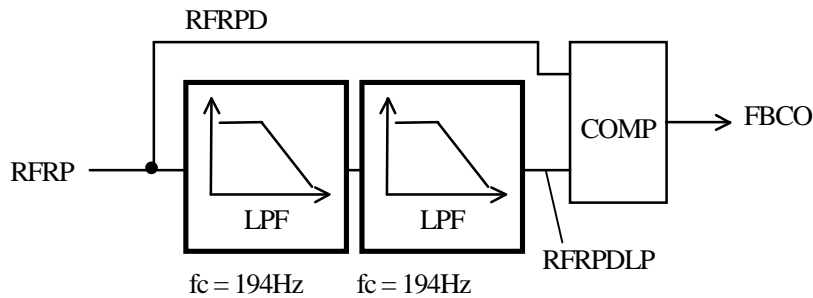 RFRPD
COMP
FBCO
RFRP
LPF
LPF
RFRPDLP
fc = 194Hz
fc = 194Hz